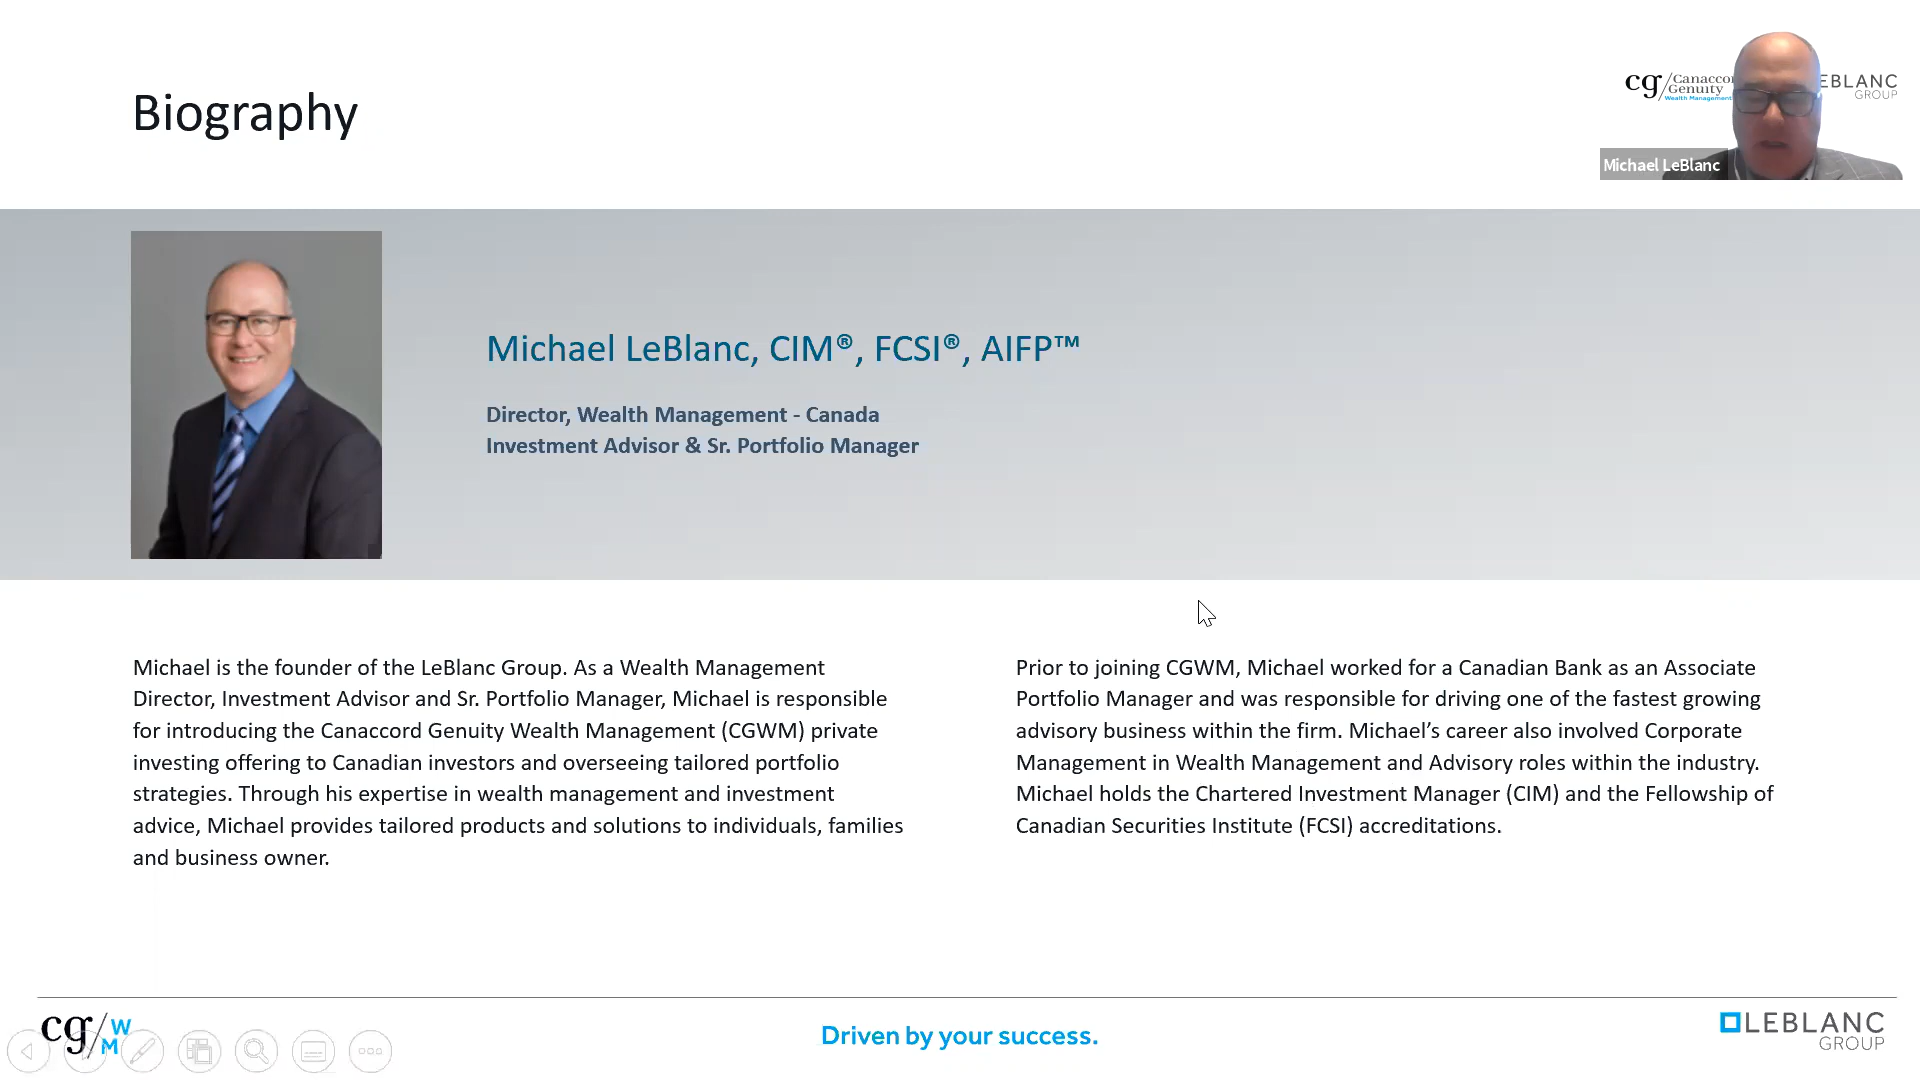 Biography
cg/Canacco
Genuity
Wealth Management
EBLANC
GROUP
Michael LeBlanc
Michael LeBlanc, CIM®, FCSI®, AIFP™
Director, Wealth Management - Canada
Investment Advisor & Sr. Portfolio Manager
Michael is the founder of the LeBlanc Group. As a Wealth Management
Director, Investment Advisor and Sr. Portfolio Manager, Michael is responsible
for introducing the Canaccord Genuity Wealth Management (CGWM) private
investing offering to Canadian investors and overseeing tailored portfolio
strategies. Through his expertise in wealth management and investment
advice, Michael provides tailored products and solutions to individuals, families
and business owner.
Prior to joining CGWM, Michael worked for a Canadian Bank as an Associate
Portfolio Manager and was responsible for driving one of the fastest growing
advisory business within the firm. Michael’s career also involved Corporate
Management in Wealth Management and Advisory roles within the industry.
Michael holds the Chartered Investment Manager (CIM) and the Fellowship of
Canadian Securities Institute (FCSI) accreditations.
cg/W
M
Driven by your success.
LEBLANC
GROUP